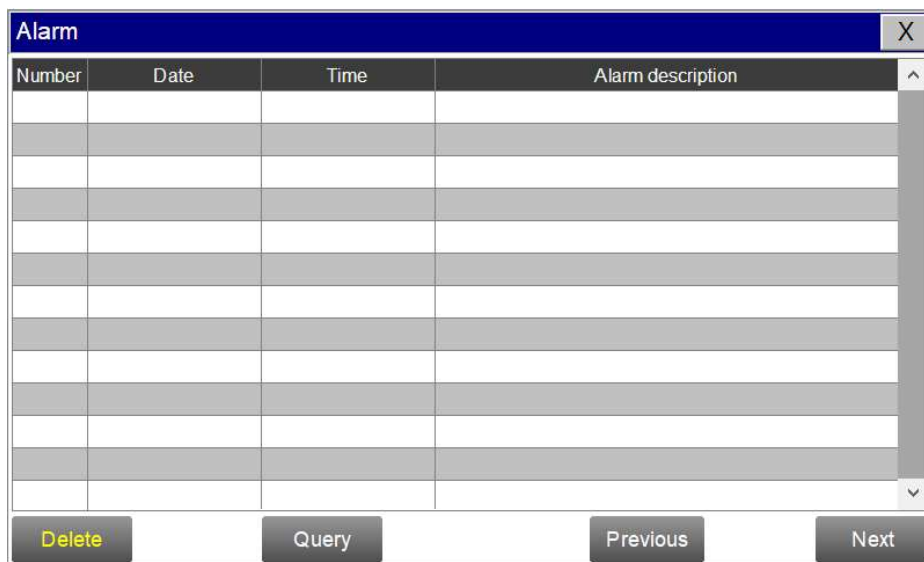 Alarm X
Number Date Time Alarm description
Delete Query Previous Next